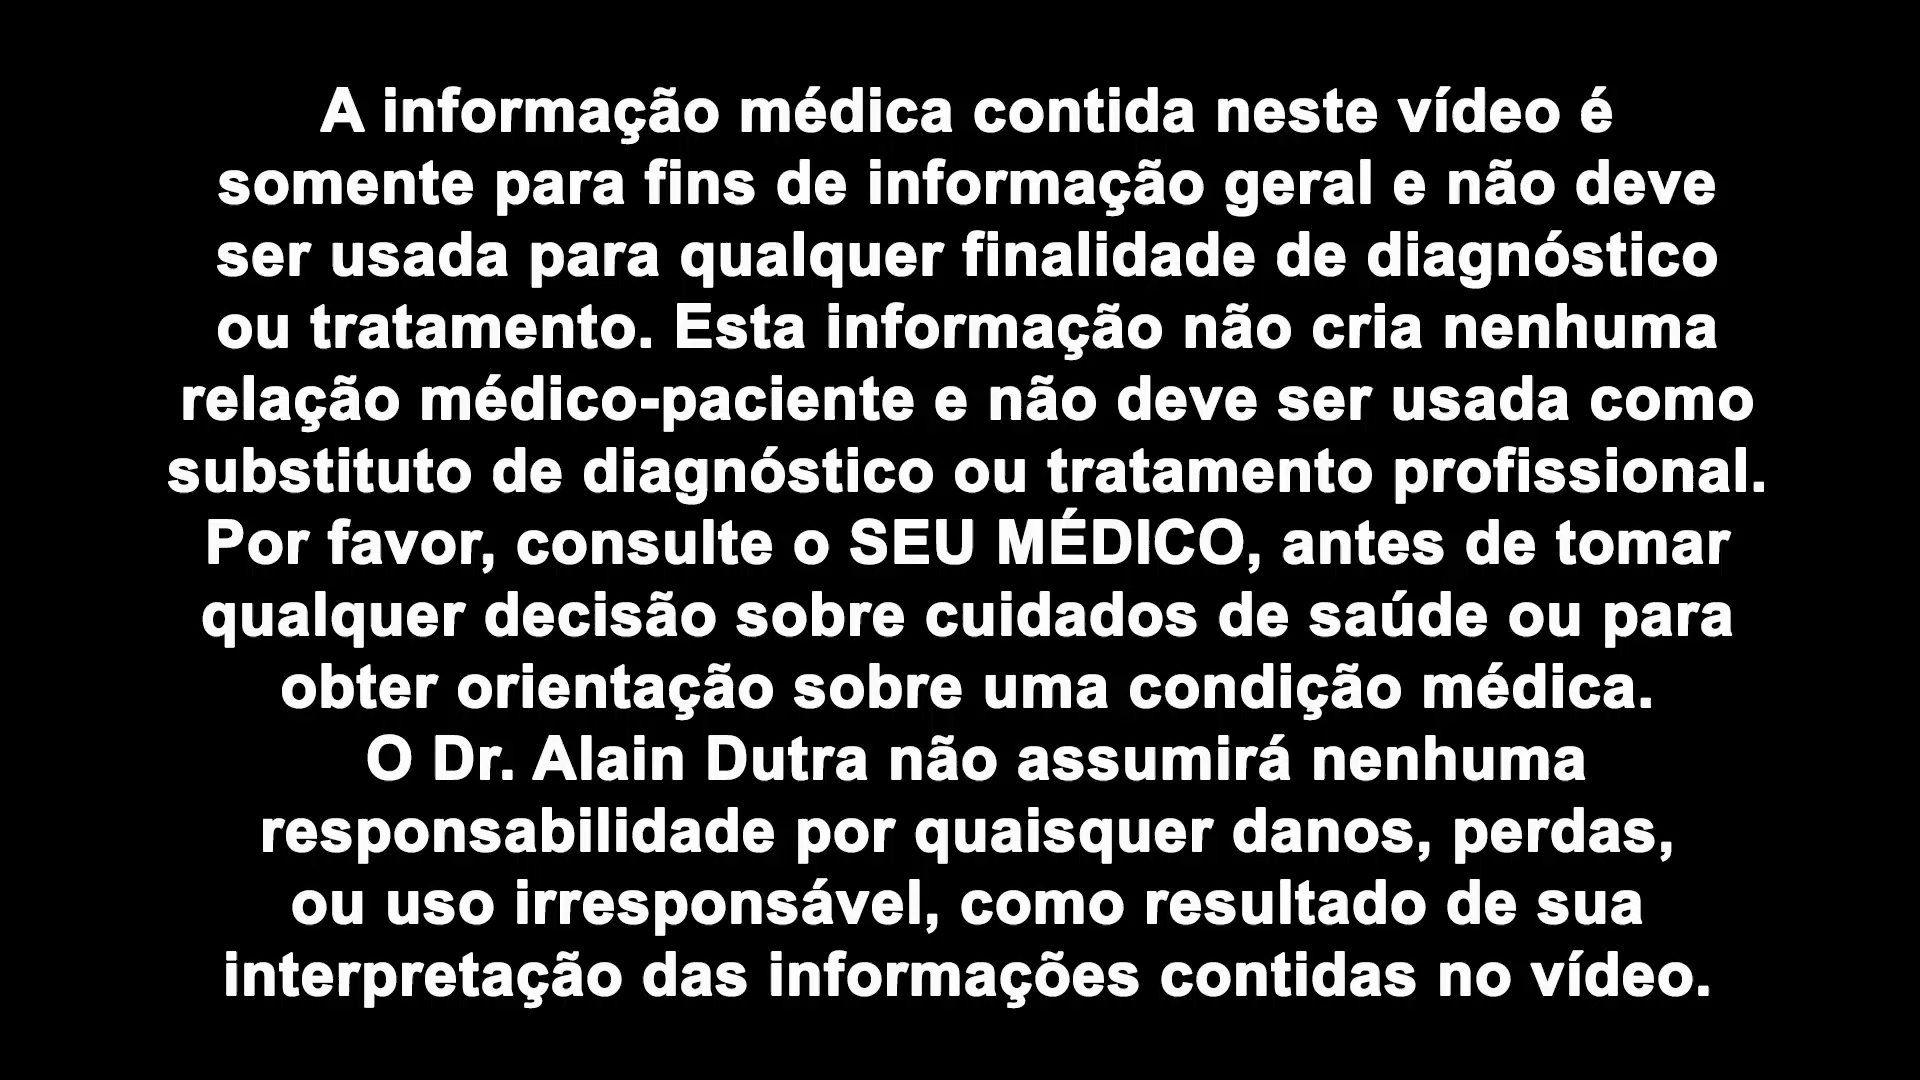 A informação médica contida neste vídeo é
somente para fins de informação geral e não deve
ser usada para qualquer finalidade de diagnóstico
ou tratamento. Esta informação não cria nenhuma
relação médico-paciente e não deve ser usada como
substituto de diagnóstico ou tratamento profissional.
Por favor, consulte o SEU MÉDICO, antes de tomar
qualquer decisão sobre cuidados de saúde ou para
obter orientação sobre uma condição médica.
O Dr. Alain Dutra não assumirá nenhuma
responsabilidade por quaisquer danos, perdas,
ou uso irresponsável, como resultado de sua
interpretação das informações contidas no vídeo.